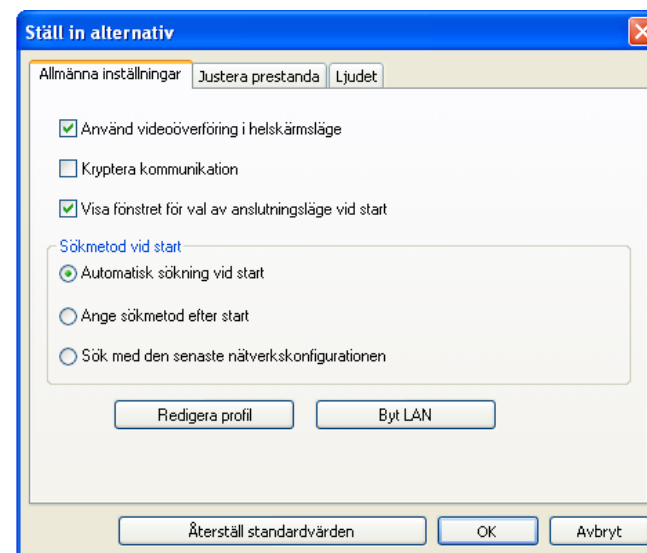 Ställ in alternativ
Allmänna inställningar
Justera prestanda
Ljudet
Använd videoöverföring i helskärmsläge
Kryptera kommunikation
Visa fönstret för val av anslutningsläge vid start
Sökmetod vid start
Automatisk sökning vid start
Ange sökmetod efter start
Sök med den senaste nätverkskonfigurationen
Redigera profil
Byt LAN
Återställ standardvärden
OK
Avbryt